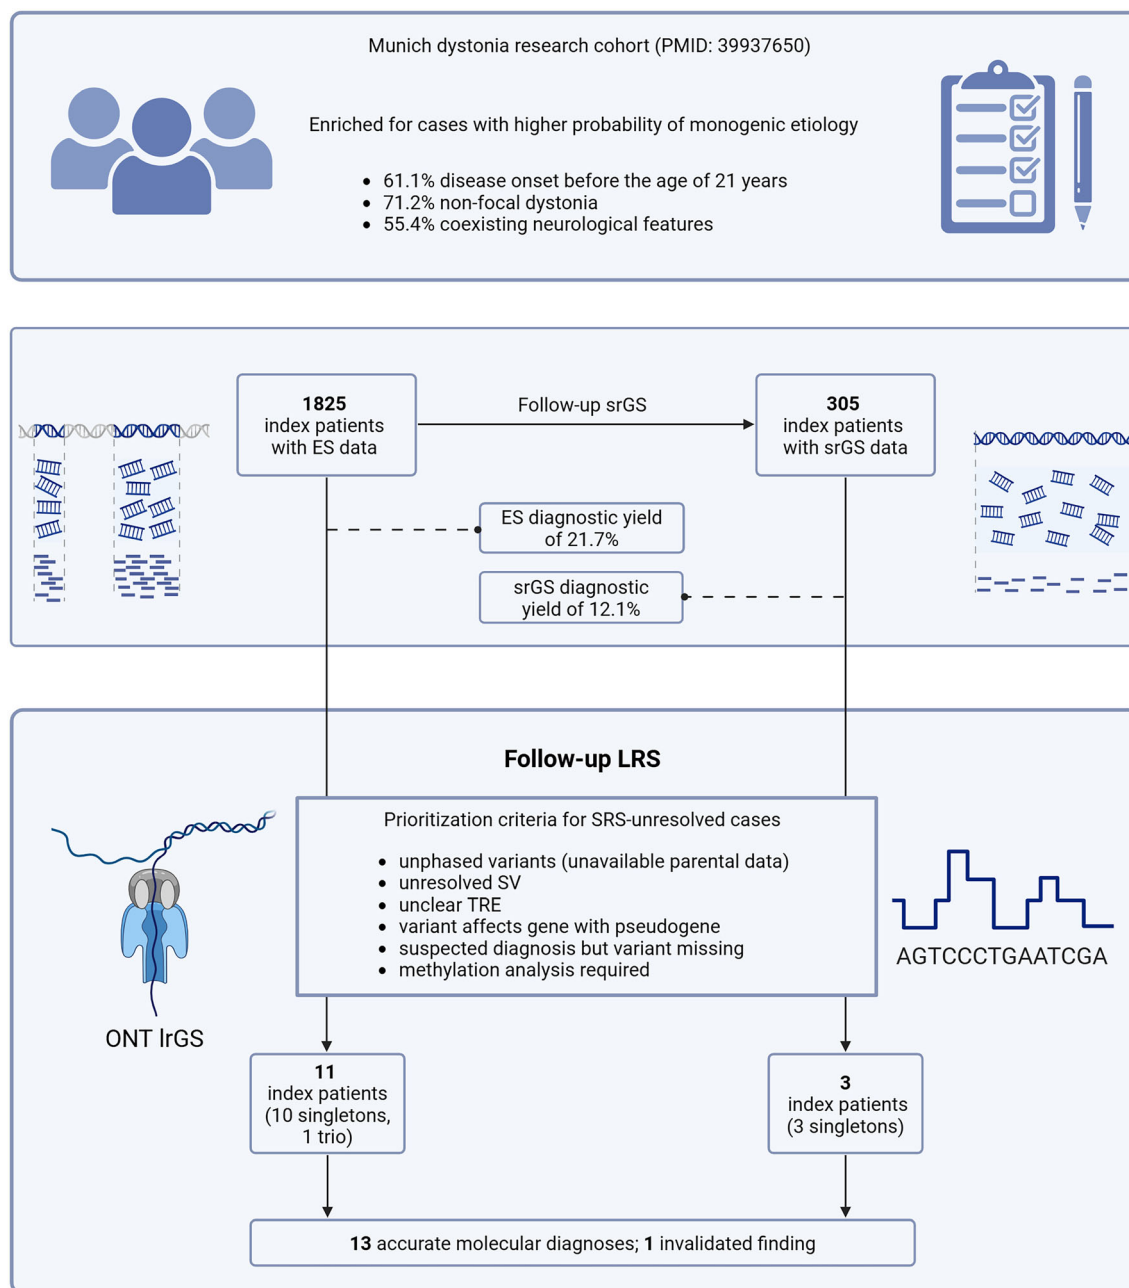 Munich dystonia research cohort (PMID: 39937650)
Enriched for cases with higher probability of monogenic etiology
• 61.1% disease onset before the age of 21 years
• 71.2% non-focal dystonia
• 55.4% coexisting neurological features
1825
index patients
with ES data
Follow-up srGS
305
index patients
with srGS data
ES diagnostic yield
of 21.7%
srGS diagnostic
yield of 12.1%
Follow-up LRS
Prioritization criteria for SRS-unresolved cases
• unphased variants (unavailable parental data)
• unresolved SV
• unclear TRE
• variant affects gene with pseudogene
• suspected diagnosis but variant missing
• methylation analysis required
AGTCCCTGAATCGA
ONT lrGS
11
index patients
(10 singletons,
1 trio)
3
index patients
(3 singletons)
13 accurate molecular diagnoses; 1 invalidated finding